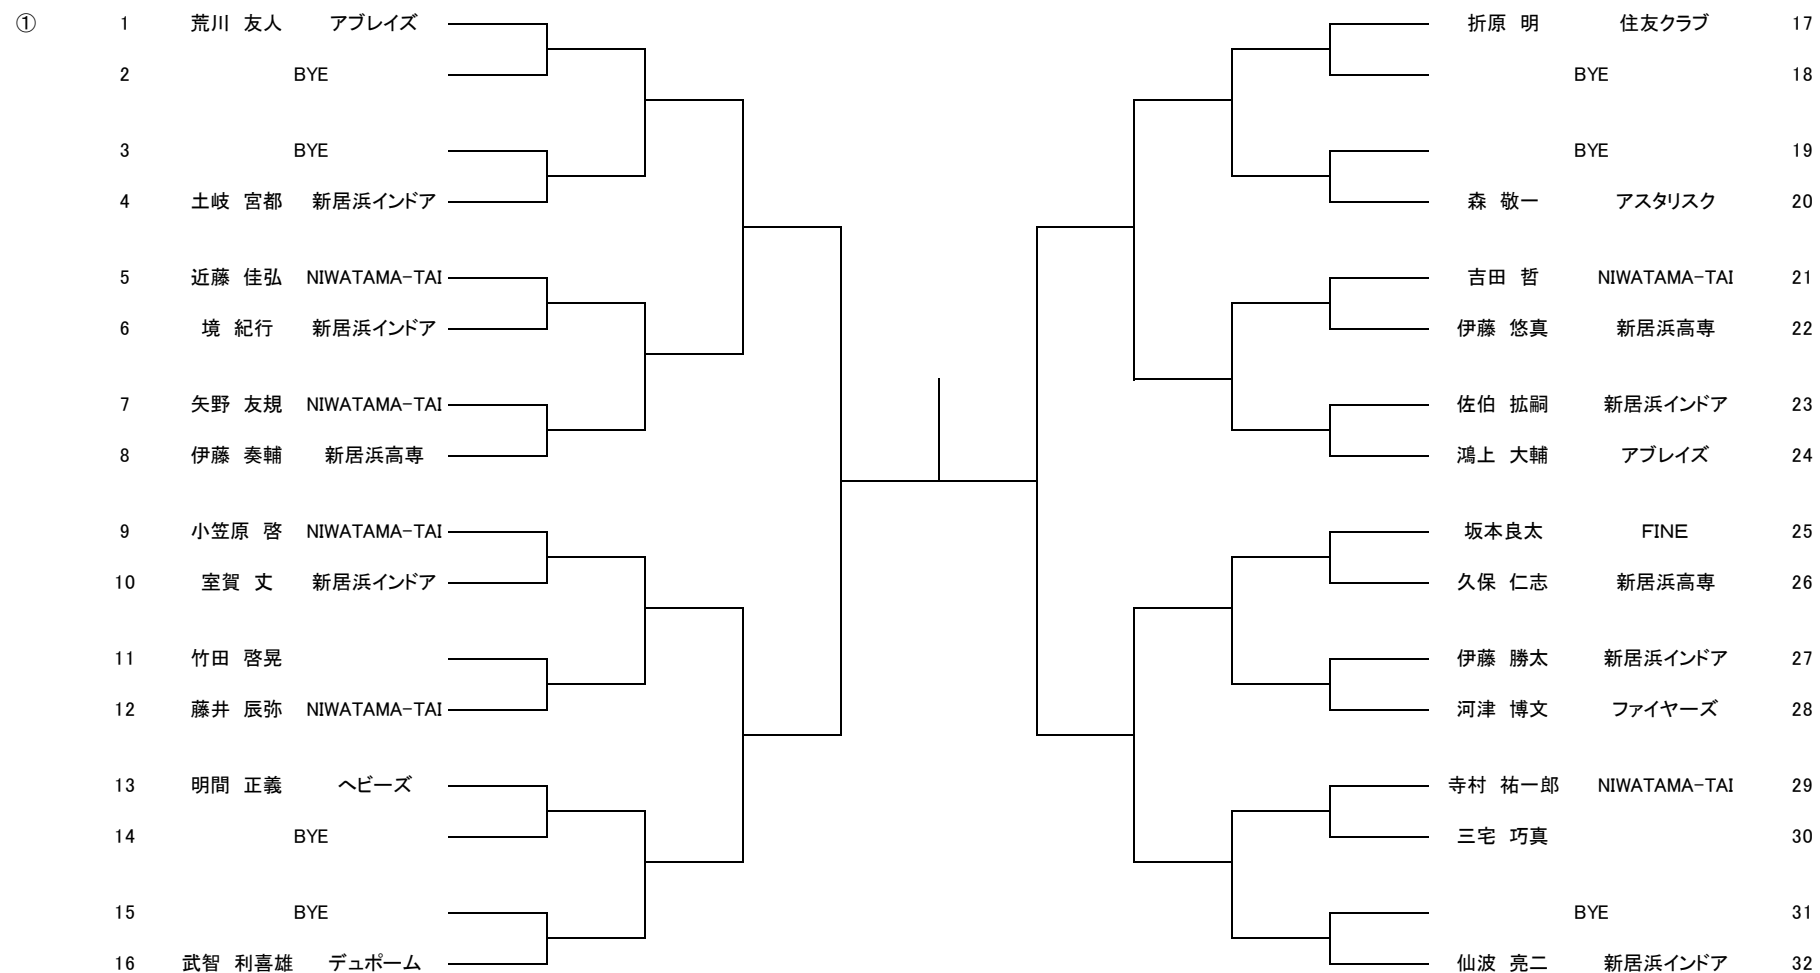 ① 1 荒川 友人 アブレイズ 折原 明 住友クラブ 17
2 BYE BYE 18
3 BYE BYE 19
4 土岐 宮都 新居浜インドア 森 敬一 アスタリスク 20
5 近藤 佳弘 NIWATAMA-TAI 吉田 哲 NIWATAMA-TAI 21
6 境 紀行 新居浜インドア 伊藤 悠真 新居浜高専 22
7 矢野 友規 NIWATAMA-TAI 佐伯 拡嗣 新居浜インドア 23
8 伊藤 奏輔 新居浜高専 鴻上 大輔 アブレイズ 24
9 小笠原 啓 NIWATAMA-TAI 坂本良太 FINE 25
10 室賀 丈 新居浜インドア 久保 仁志 新居浜高専 26
11 竹田 啓晃 伊藤 勝太 新居浜インドア 27
12 藤井 辰弥 NIWATAMA-TAI 河津 博文 ファイヤーズ 28
13 明間 正義 ヘビーズ 寺村 祐一郎 NIWATAMA-TAI 29
14 BYE 三宅 巧真 30
15 BYE BYE 31
16 武智 利喜雄 デュポーム 仙波 亮二 新居浜インドア 32